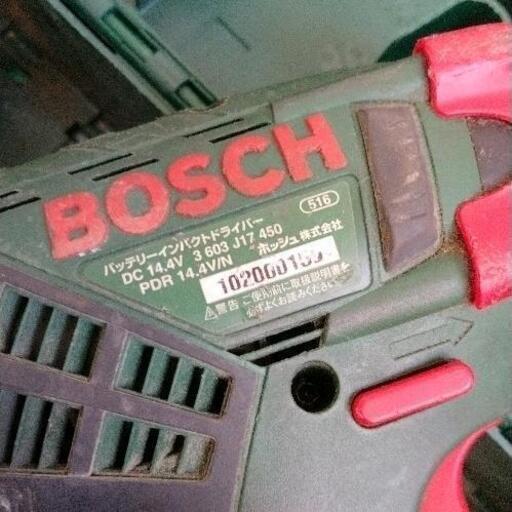 BOSCH
516
バッテリーインパクトドライバー
DC 14.4V 3 603 J17 450
PDR 14.4V/N ボッシュ株式会社
⚠警告 ご使用前に取扱説明書を
必ずよくお読みください